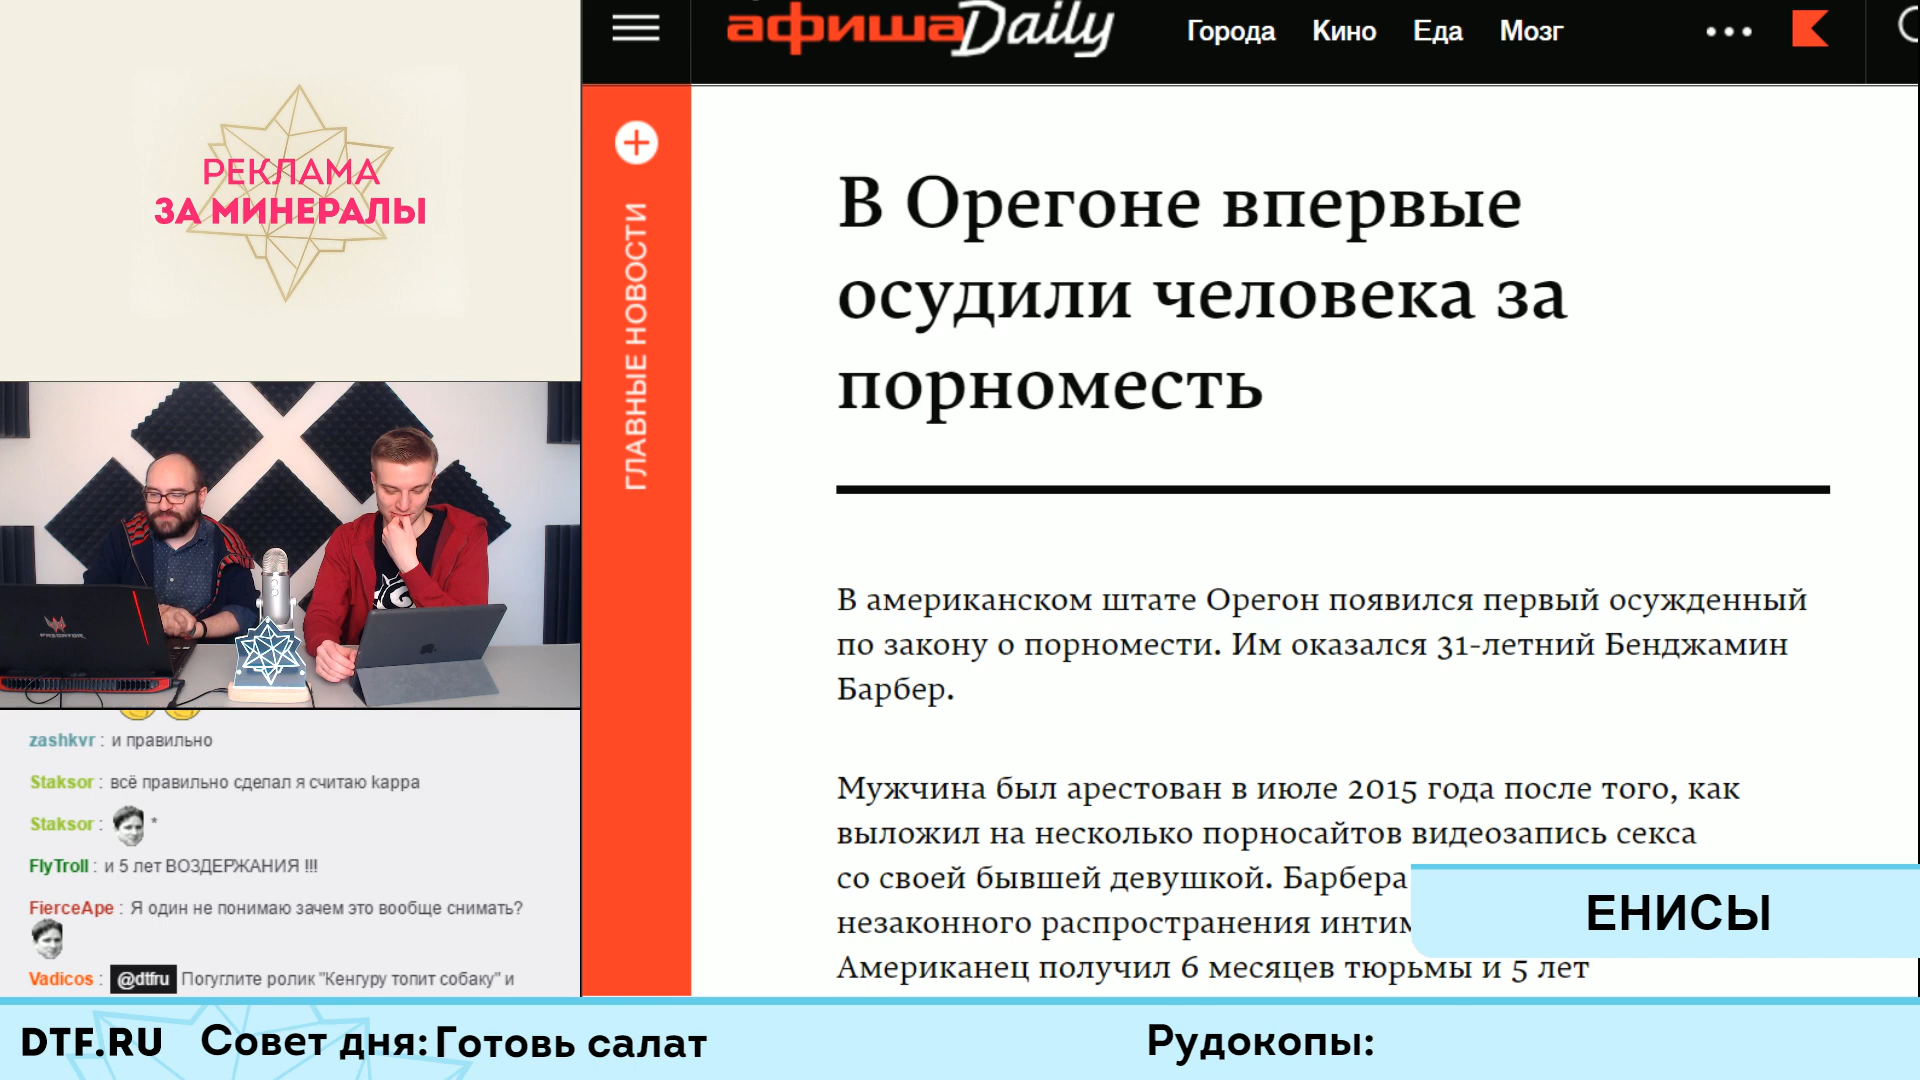 РЕКЛАМА
ЗА МИНЕРАЛЫ
PREDATOR
zashkvr : и правильно
Staksor : всё правильно сделал я считаю kappa
Staksor : *
FlyTroll : и 5 лет ВОЗДЕРЖАНИЯ !!!
FierceApe : Я один не понимаю зачем это вообще снимать?
Vadicos : @dtfru Погуглите ролик "Кенгуру топит собаку" и
афиша Daily
Города Кино Еда Мозг
ГЛАВНЫЕ НОВОСТИ
В Орегоне впервые
осудили человека за
порноместь
В американском штате Орегон появился первый осужденный
по закону о порномести. Им оказался 31-летний Бенджамин
Барбер.
Мужчина был арестован в июле 2015 года после того, как
выложил на несколько порносайтов видеозапись секса
со своей бывшей девушкой. Барбера
незаконного распространения интим
Американец получил 6 месяцев тюрьмы и 5 лет
ЕНИСЫ
DTF.RU Совет дня: Готовь салат
Рудокопы: